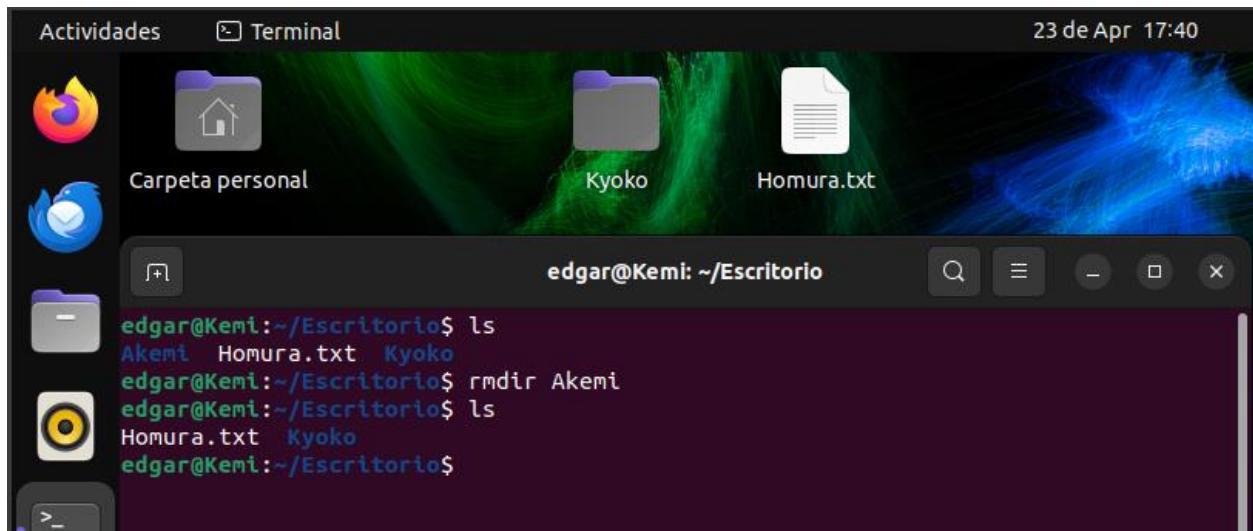 Actividades Terminal 23 de Apr 17:40
Carpeta personal Kyoko Homura.txt
edgar@Kemi: ~/Escritorio
edgar@Kemi:~/Escritorio$ ls
Akemi Homura.txt Kyoko
edgar@Kemi:~/Escritorio$ rmdir Akemi
edgar@Kemi:~/Escritorio$ ls
Homura.txt Kyoko
edgar@Kemi:~/Escritorio$